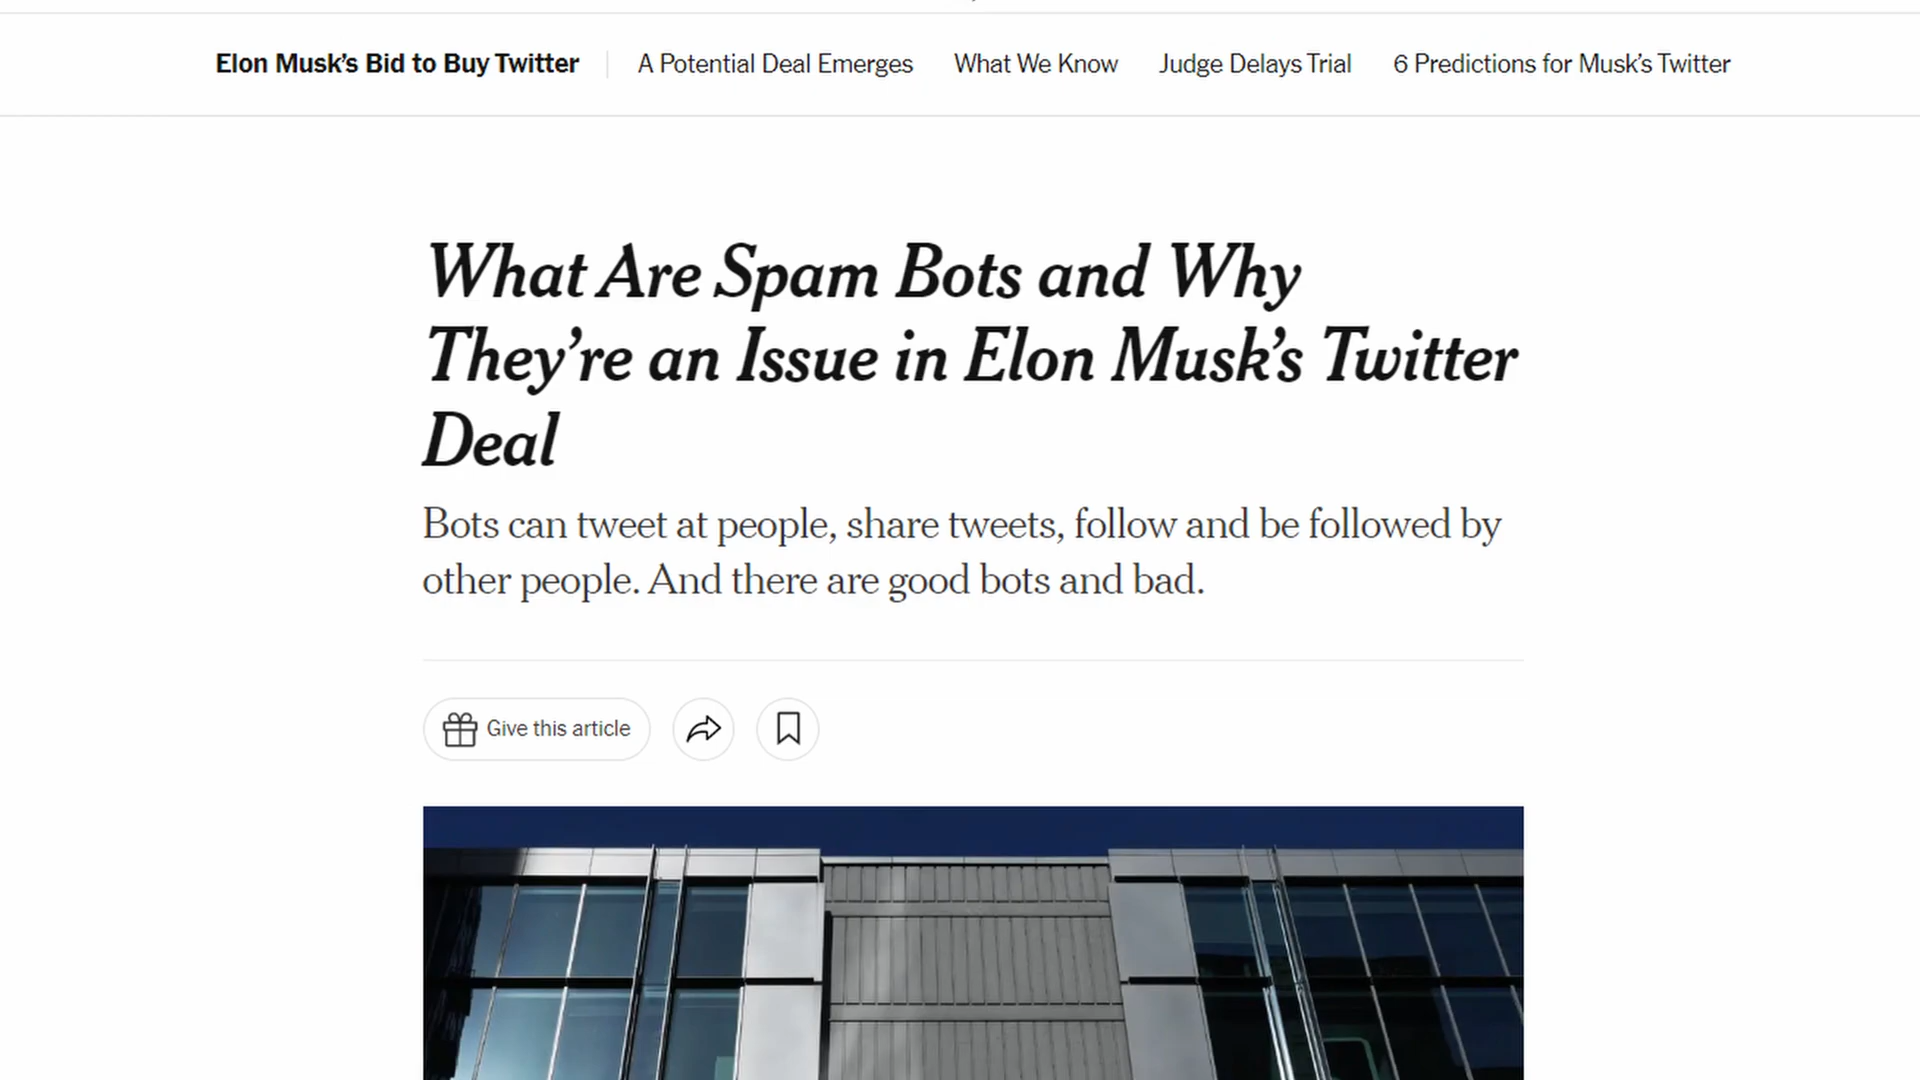 Elon Musk’s Bid to Buy Twitter A Potential Deal Emerges What We Know Judge Delays Trial 6 Predictions for Musk’s Twitter
What Are Spam Bots and Why
They’re an Issue in Elon Musk’s Twitter
Deal
Bots can tweet at people, share tweets, follow and be followed by
other people. And there are good bots and bad.
Give this article